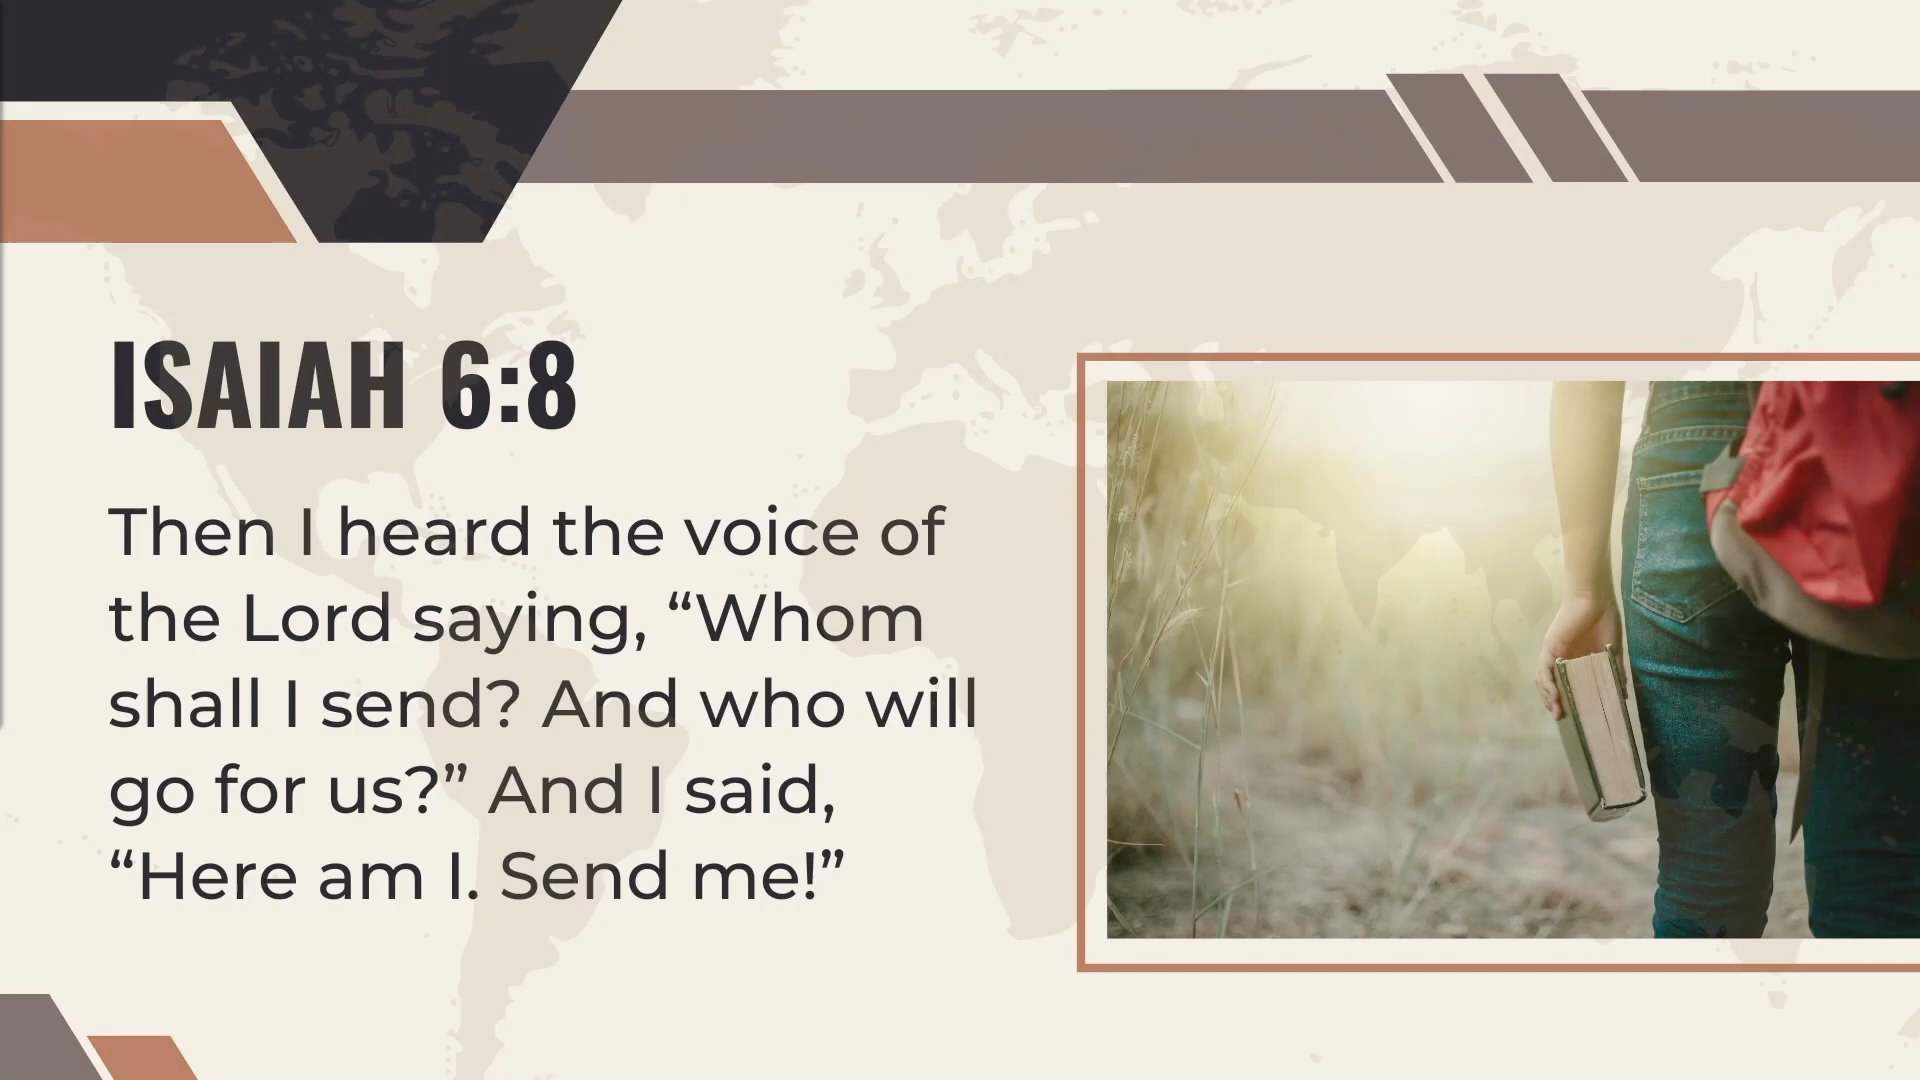 ISAIAH 6:8
Then I heard the voice of
the Lord saying, “Whom
shall I send? And who will
go for us?” And I said,
“Here am I. Send me!”